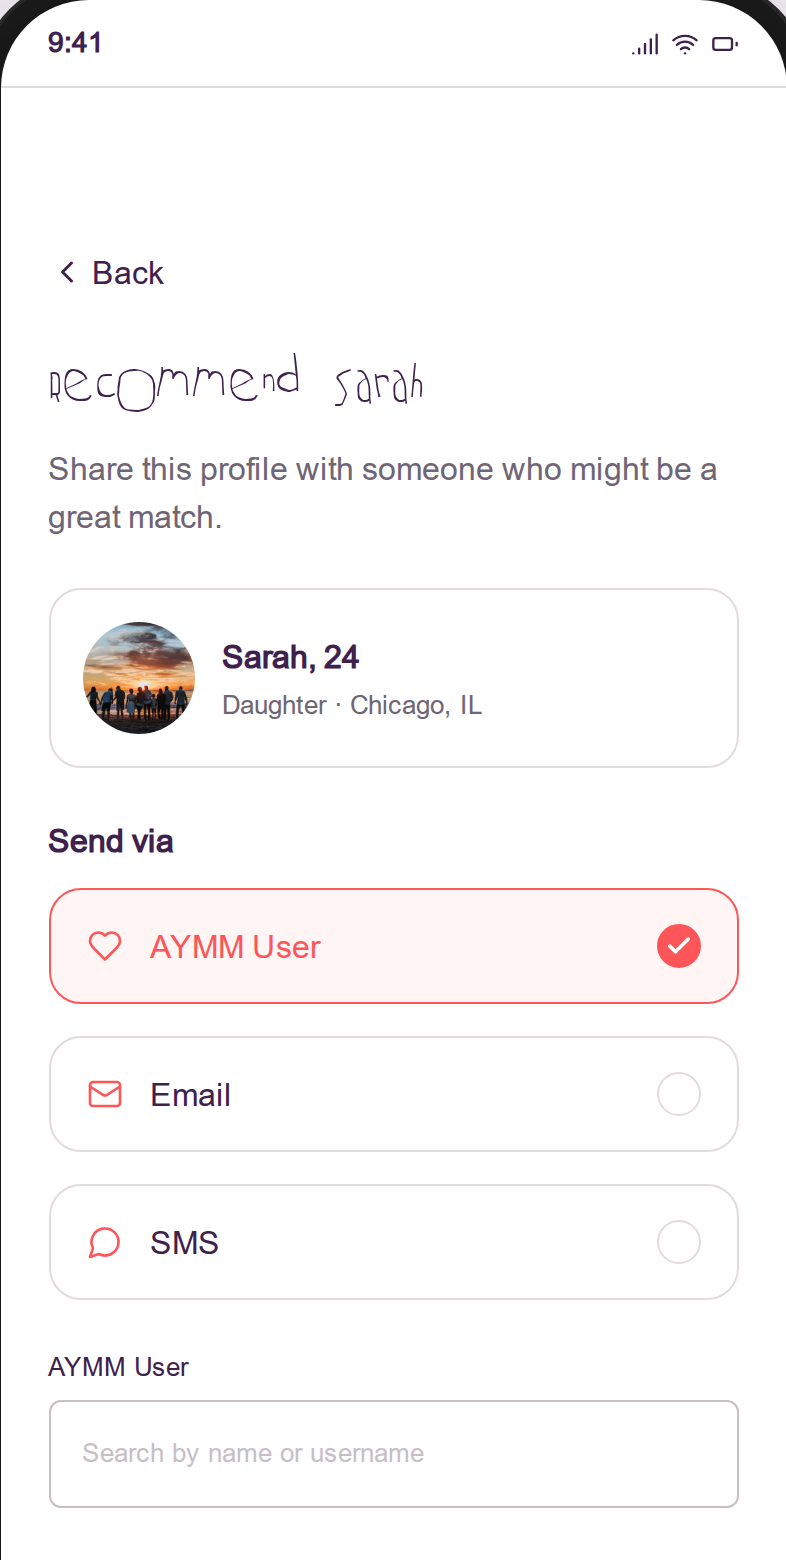 9:41
Back
Recommend Sarah
Share this profile with someone who might be a
great match.
Sarah, 24
Daughter · Chicago, IL
Send via
AYMM User
Email
SMS
AYMM User
Search by name or username